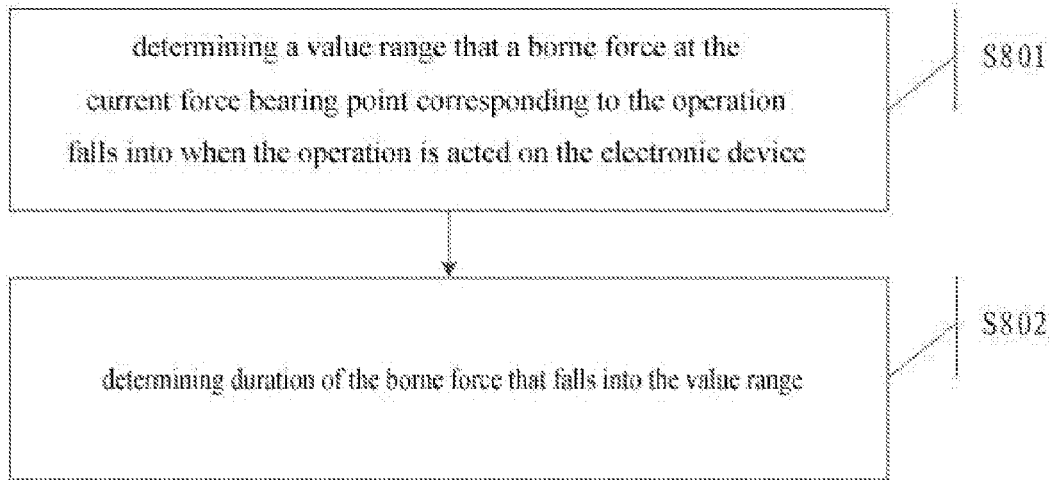 determining a value range that a borne force at the
current force bearing point corresponding to the operation
falls into when the operation is acted on the electronic device
S801
determining duration of the borne force that falls into the value range
S802